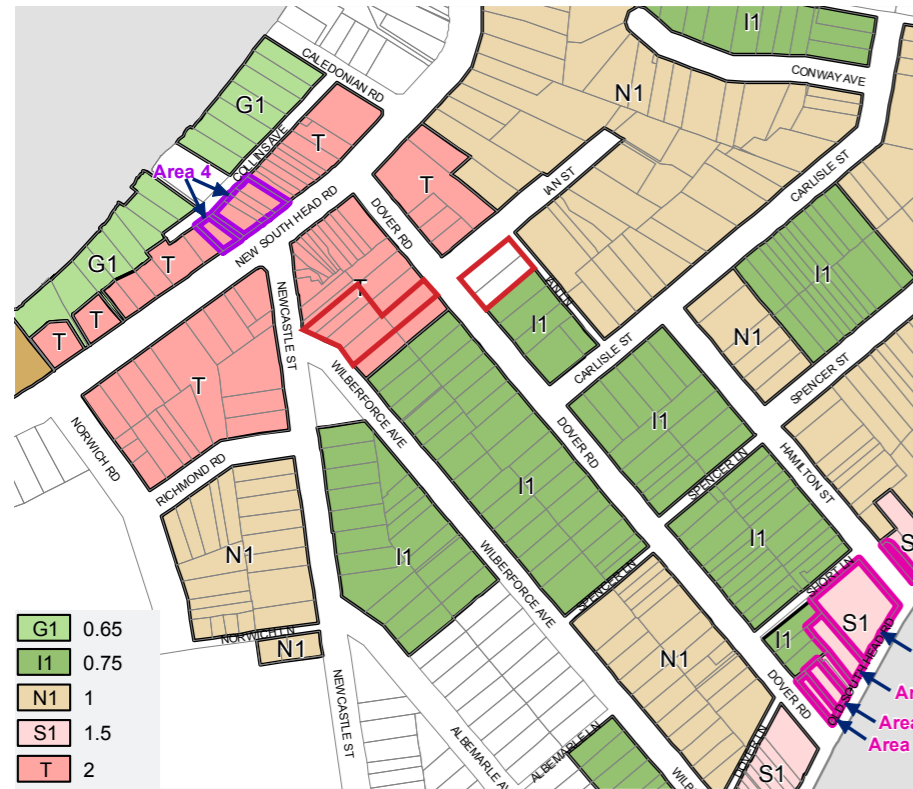 I1
CALEDONIAN RD
CONWAY AVE
N1
G1
COLLINS AVE
T
Area 4
IAN ST
CARLISLE ST
T
NEW SOUTH HEAD RD
DOVER RD
G1
T
T
I1
IAN LN
T
T
NEWCASTLE ST
I1
N1
CARLISLE ST
SPENCER ST
T
WILBERFORCE AVE
NORWICH RD
I1
DOVER RD
RICHMOND RD
SPENCER LN
HAMILTON ST
I1
I1
N1
I1
WILBERFORCE AVE
SPENCER LN
SHORT LN
S1
I1
NORWICH LN
N1
N1
OLD SOUTH HEAD RD
DOVER RD
NEWCASTLE ST
ALBEMARLE LN
DOVER LN
Area
S1
G1 0.65
I1 0.75
N1 1
S1 1.5
T 2